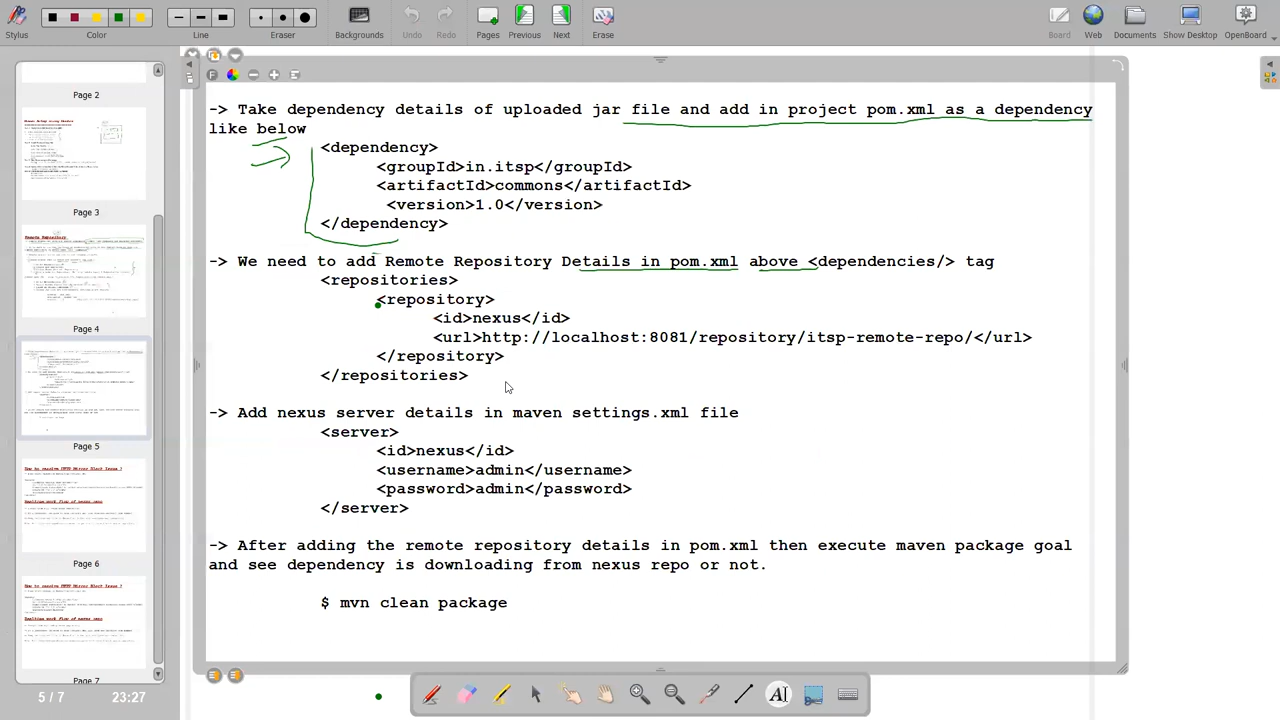 Stylus
Color
Line
Eraser
Backgrounds
Undo
Redo
Pages
Previous
Next
Erase
Board
Web
Documents
Show Desktop
OpenBoard
Page 2
Page 3
Page 4
Page 5
Page 6
Page 7
5 / 7
23:27
-> Take dependency details of uploaded jar file and add in project pom.xml as a dependency
like below
<dependency>
<groupId>in.itsp</groupId>
<artifactId>commons</artifactId>
<version>1.0</version>
</dependency>
-> We need to add Remote Repository Details in pom.xml above <dependencies/> tag
<repositories>
<repository>
<id>nexus</id>
<url>http://localhost:8081/repository/itsp-remote-repo/</url>
</repository>
</repositories>
-> Add nexus server details in maven settings.xml file
<server>
<id>nexus</id>
<username>admin</username>
<password>admin</password>
</server>
-> After adding the remote repository details in pom.xml then execute maven package goal
and see dependency is downloading from nexus repo or not.
$ mvn clean package